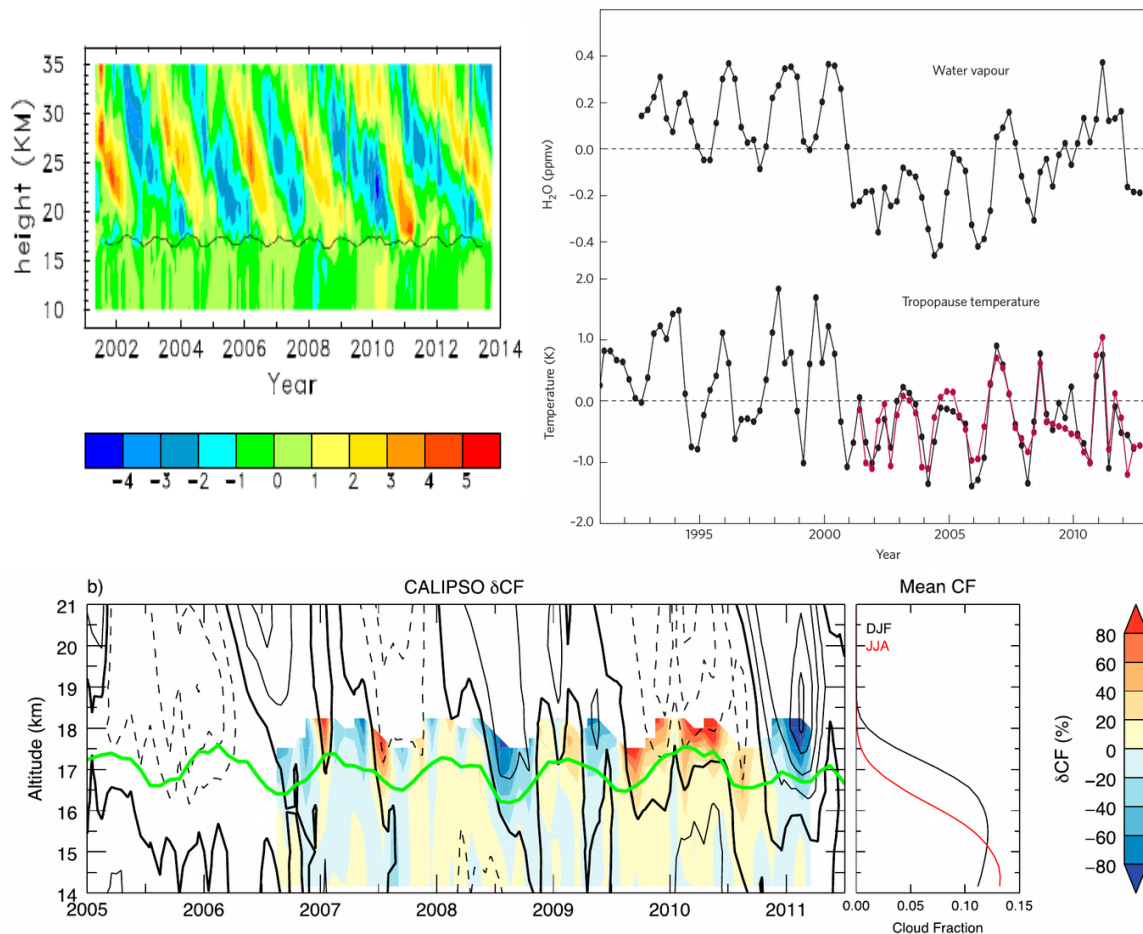 35
30
25
20
15
10
height (KM)
2002 2004 2006 2008 2010 2012 2014
Year
-4 -3 -2 -1 0 1 2 3 4 5
Water vapour
0.4
0.2
0.0
-0.2
-0.4
H2O (ppmv)
Tropopause temperature
2.0
1.0
0.0
-1.0
-2.0
Temperature (K)
1995 2000 2005 2010
Year
b) CALIPSO δCF
21
20
19
18
17
16
15
14
Altitude (km)
2005 2006 2007 2008 2009 2010 2011
Mean CF
DJF
JJA
0.00 0.05 0.10 0.15
Cloud Fraction
80
60
40
20
0
-20
-40
-60
-80
δCF (%)